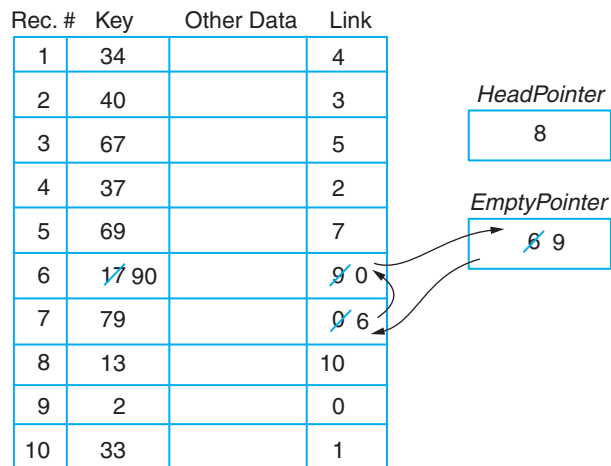 Rec. # Key Other Data Link
1 34 4
2 40 3
HeadPointer
8
3 67 5
4 37 2
EmptyPointer
6 9
5 69 7
6 17 90 9 0
7 79 0 6
8 13 10
9 2 0
10 33 1